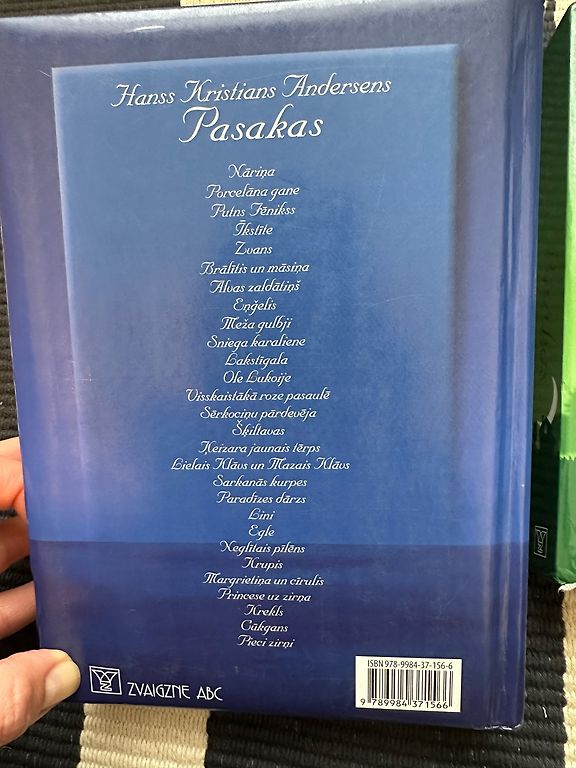 Hanss Kristians Andersens
Pasakas
Nāriņa
Porcelāna gane
Putns Fēnikss
Īkstīte
Zvans
Brālītis un māsiņa
Alvas zaldātiņš
Eņģelis
Meža gulbji
Sniega karaliene
Lakstīgala
Ole Lukoije
Visskaistākā roze pasaulē
Sērkociņu pārdevēja
Šķiltavas
Ķeizara jaunais tērps
Lielais Klāvs un Mazais Klāvs
Sarkanās kurpes
Paradīzes dārzs
Lini
Egle
Neglītais pīlēns
Krupis
Margrietiņa un cīrulis
Princese uz zirņa
Krekls
Cūkgans
Pieci zirņi
ISBN 978-9984-37-156-6
9 789984 371566
ZVAIGZNE ABC